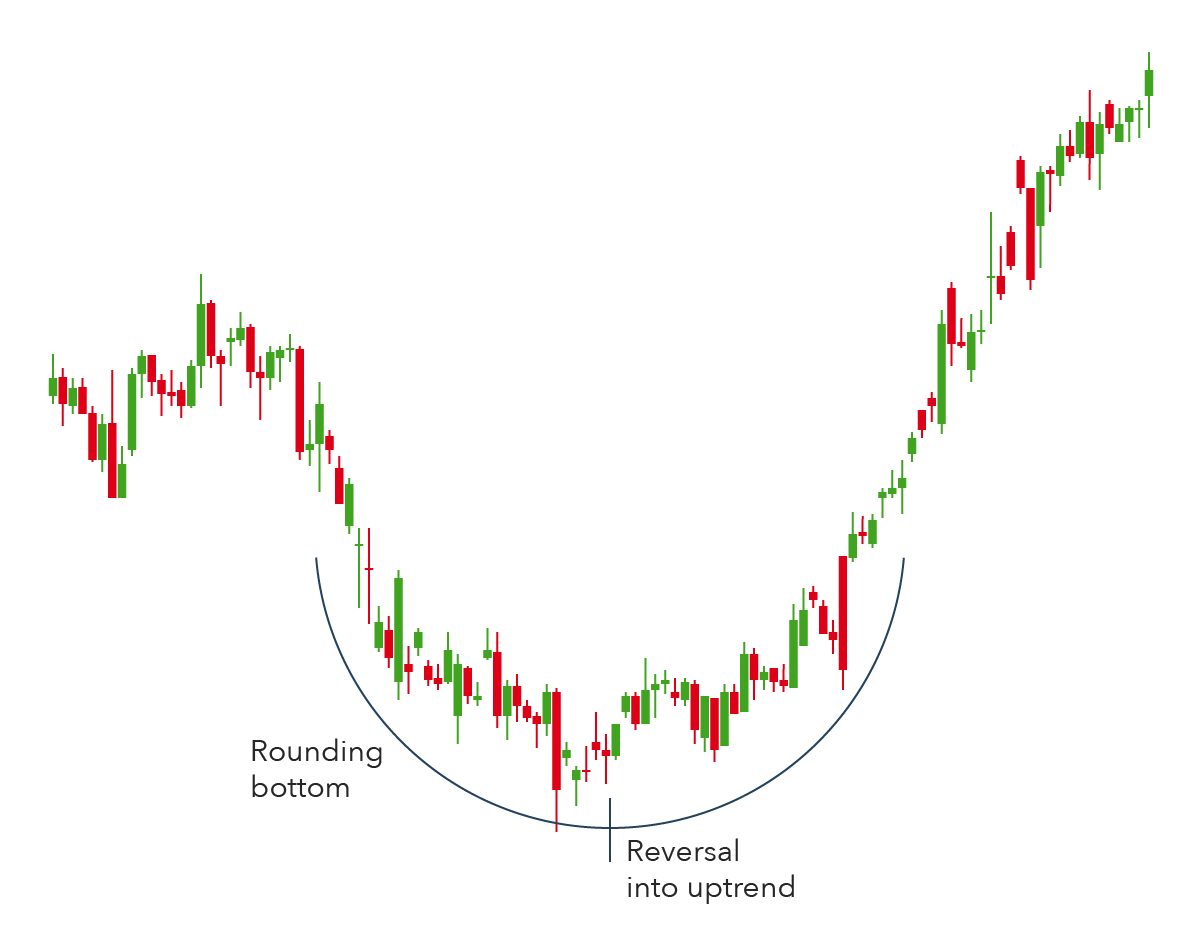 Rounding
bottom
Reversal
into uptrend